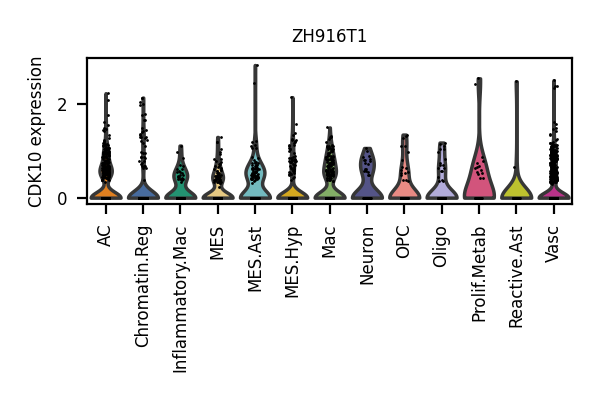 ZH916T1
CDK10 expression
2
0
AC
Chromatin.Reg
Inflammatory.Mac
MES
MES.Ast
MES.Hyp
Mac
Neuron
OPC
Oligo
Prolif.Metab
Reactive.Ast
Vasc